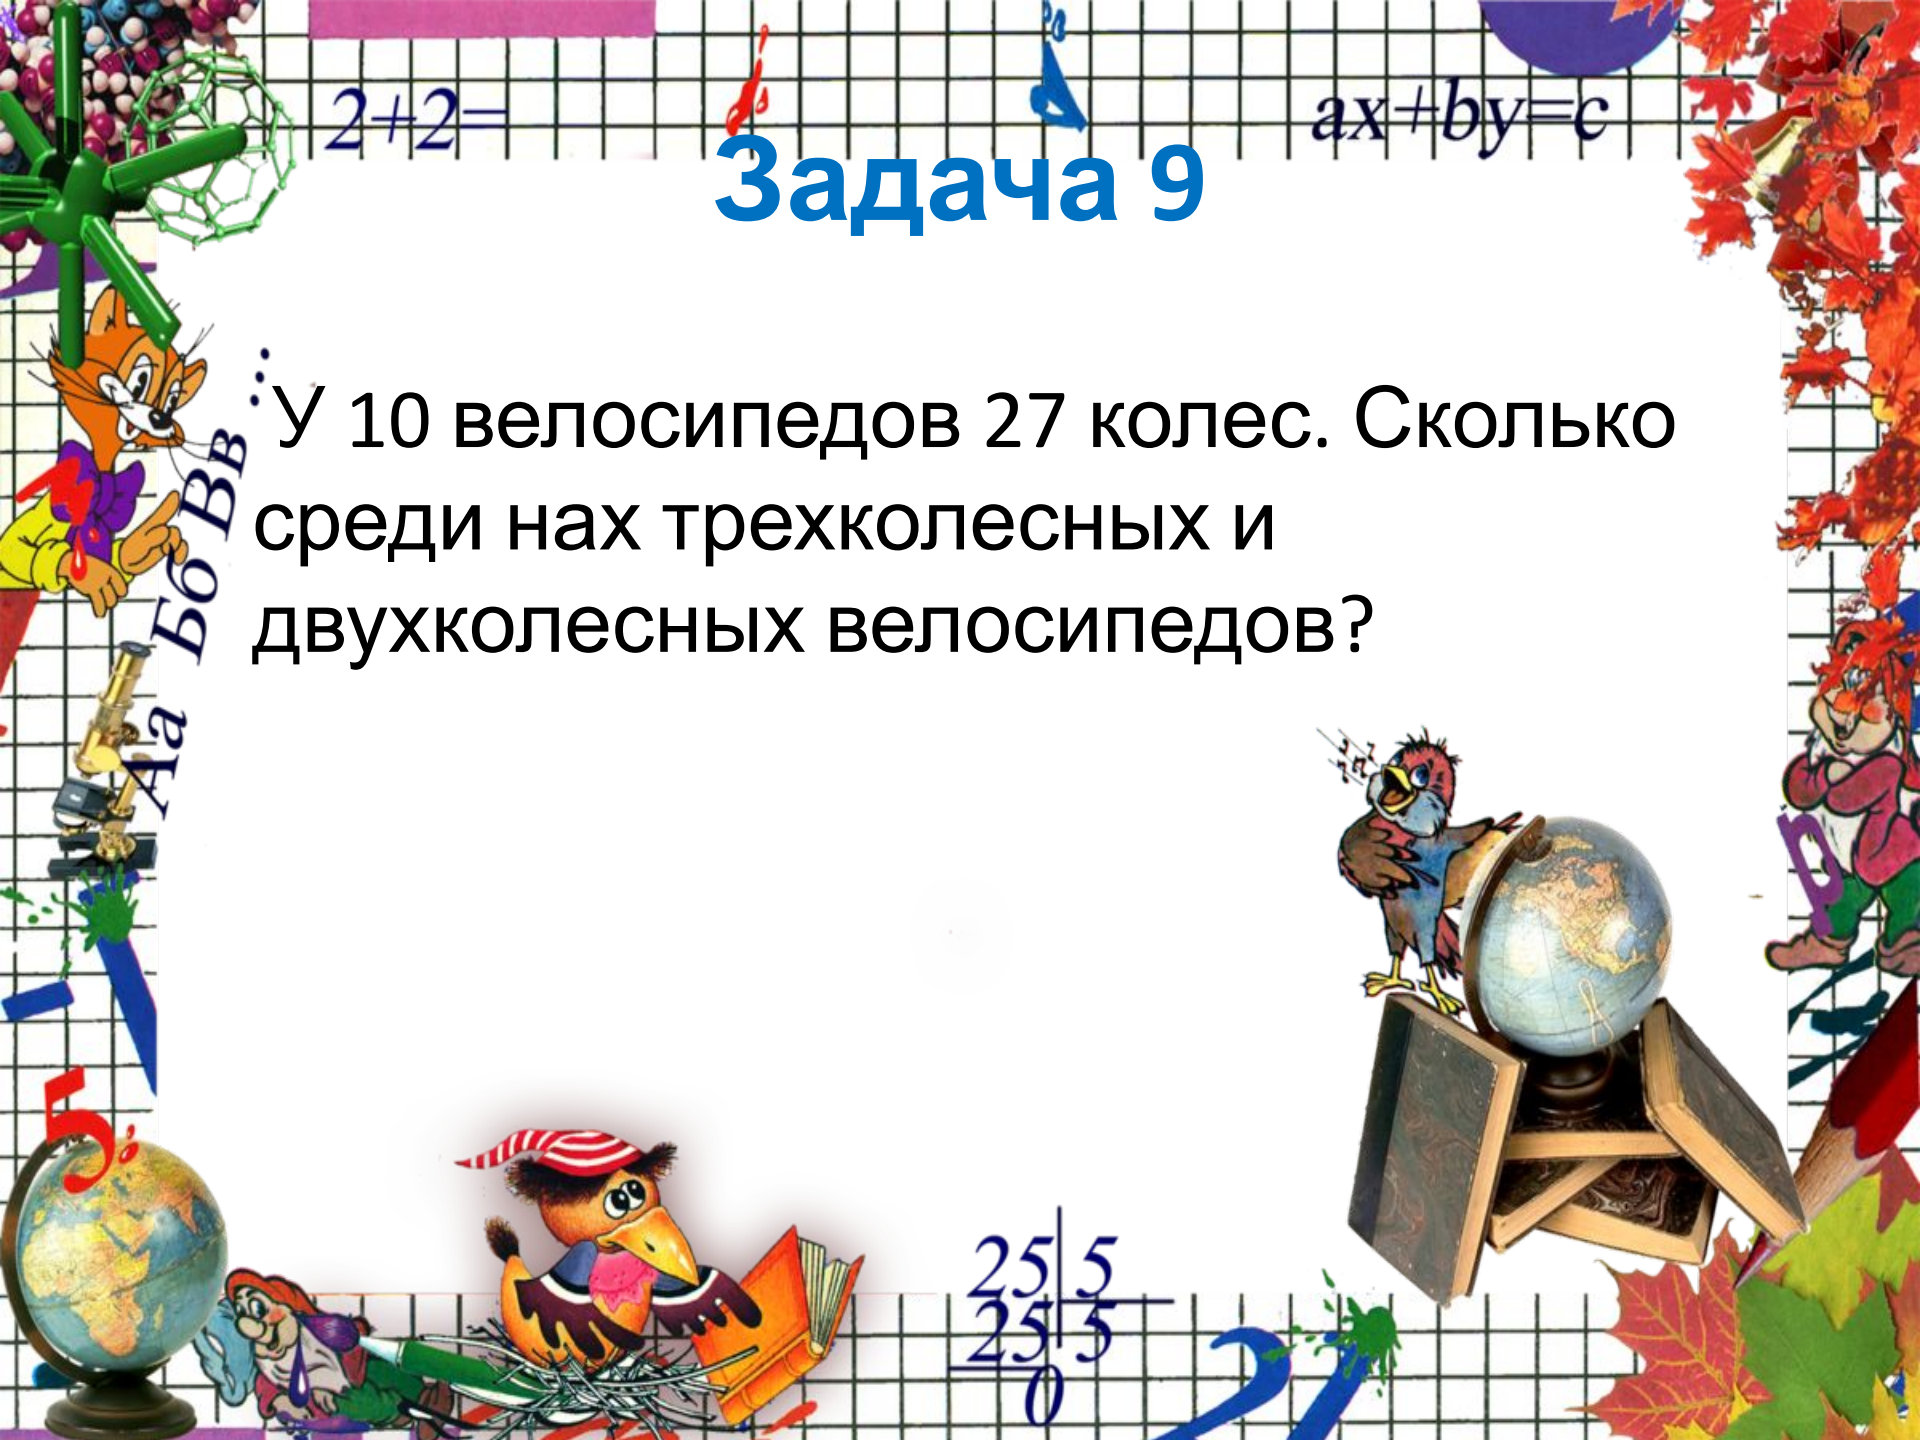 2+2=
ax+by=c
Задача 9
У 10 велосипедов 27 колес. Сколько
среди нах трехколесных и
двухколесных велосипедов?
Аа Бб Вв ...
р
5
25 5
25 5
0